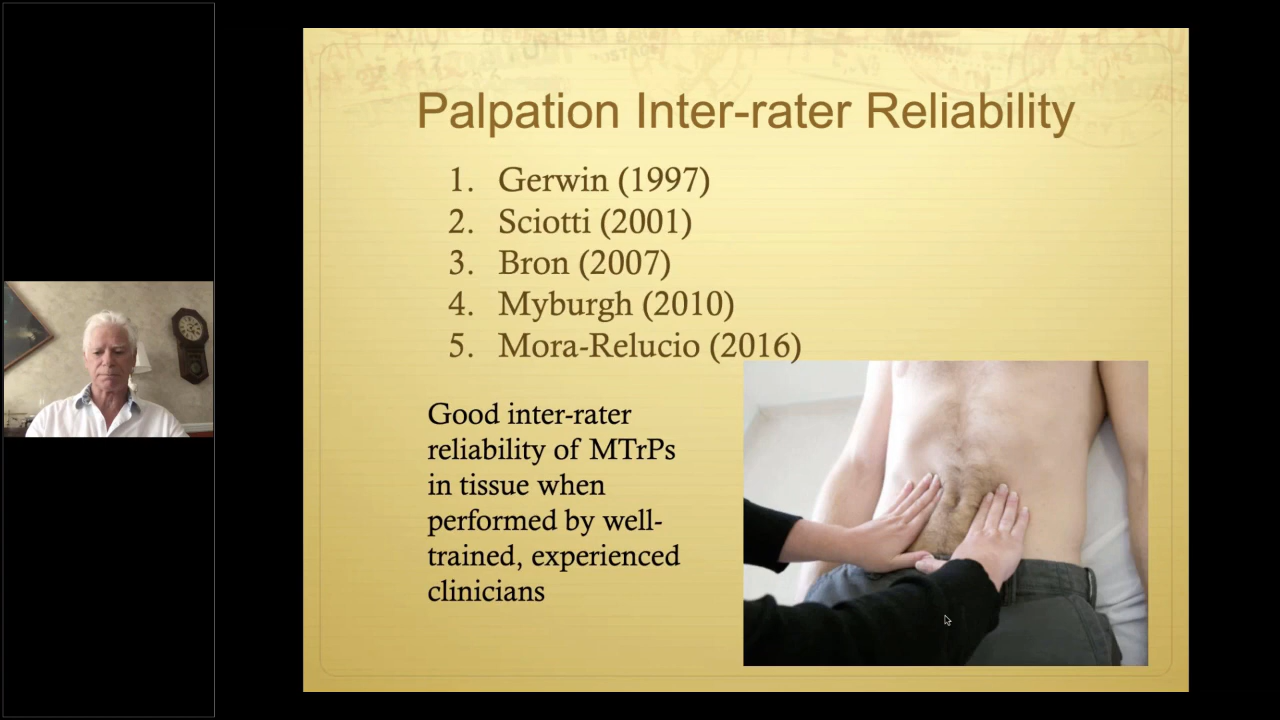 Palpation Inter-rater Reliability
1. Gerwin (1997)
2. Sciotti (2001)
3. Bron (2007)
4. Myburgh (2010)
5. Mora-Relucio (2016)
Good inter-rater
reliability of MTrPs
in tissue when
performed by well-
trained, experienced
clinicians